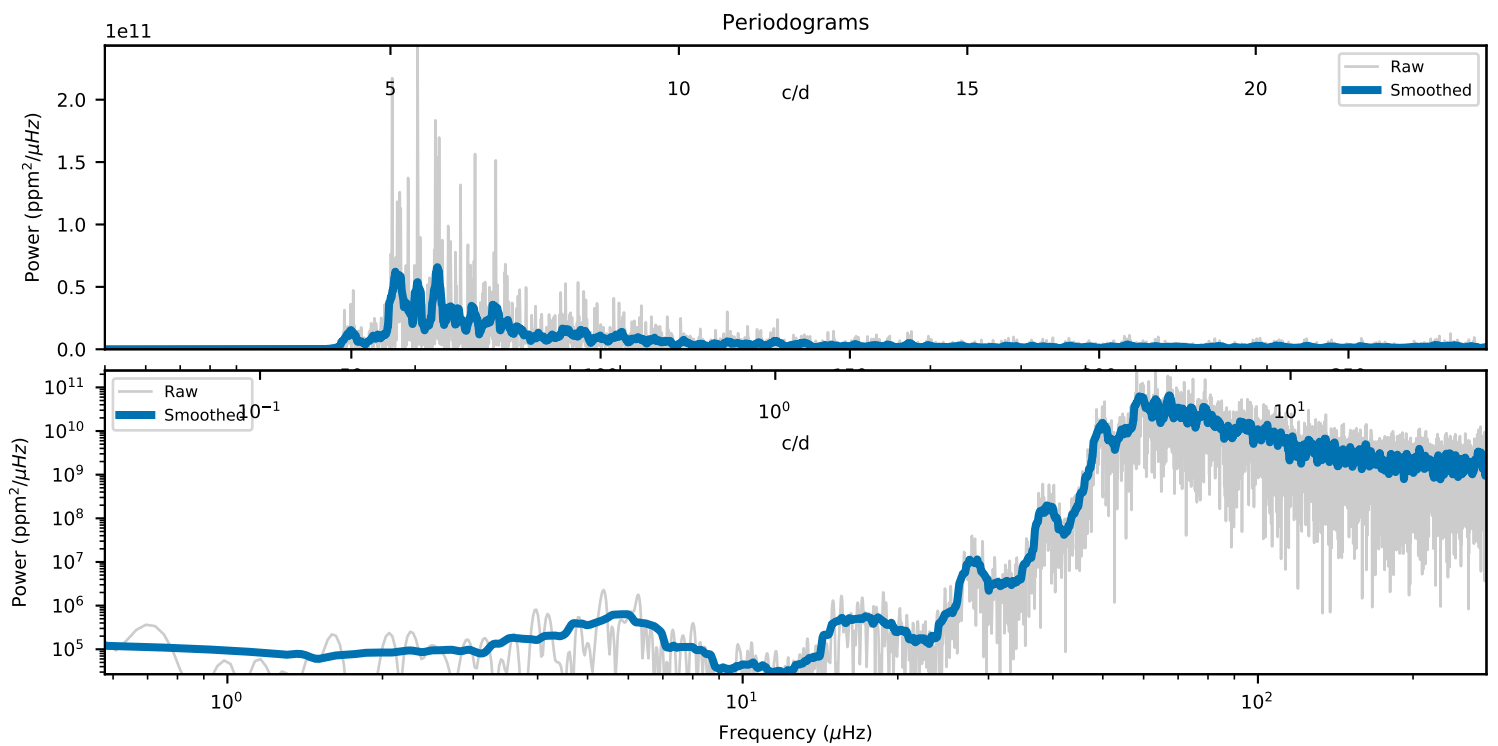 Periodograms
1e11
Raw
Smoothed
5 10 15 20
c/d
2.0
1.5
1.0
0.5
0.0
Power (ppm²/μHz)
Raw
Smoothed
10⁻¹ 10⁰ 10¹
c/d
10¹¹
10¹⁰
10⁹
10⁸
10⁷
10⁶
10⁵
Power (ppm²/μHz)
10⁰ 10¹ 10²
Frequency (μHz)